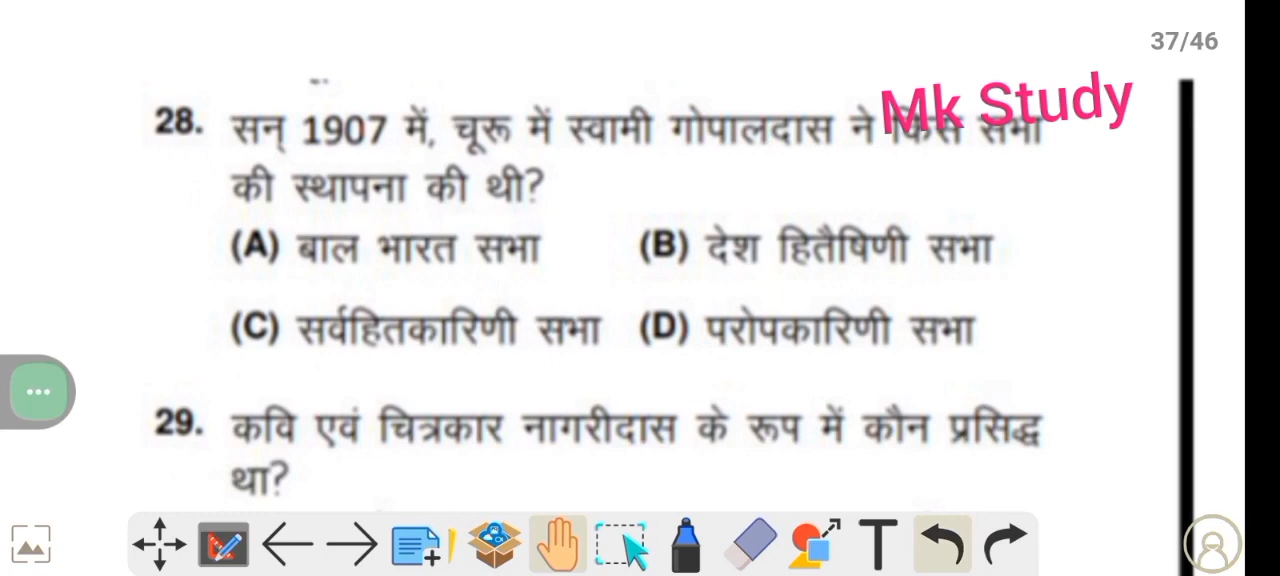 37/46
Mk Study
28. सन् 1907 में, चूरू में स्वामी गोपालदास ने किस सभा
की स्थापना की थी?
(A) बाल भारत सभा (B) देश हितैषिणी सभा
(C) सर्वहितकारिणी सभा (D) परोपकारिणी सभा
29. कवि एवं चित्रकार नागरीदास के रूप में कौन प्रसिद्ध
था?